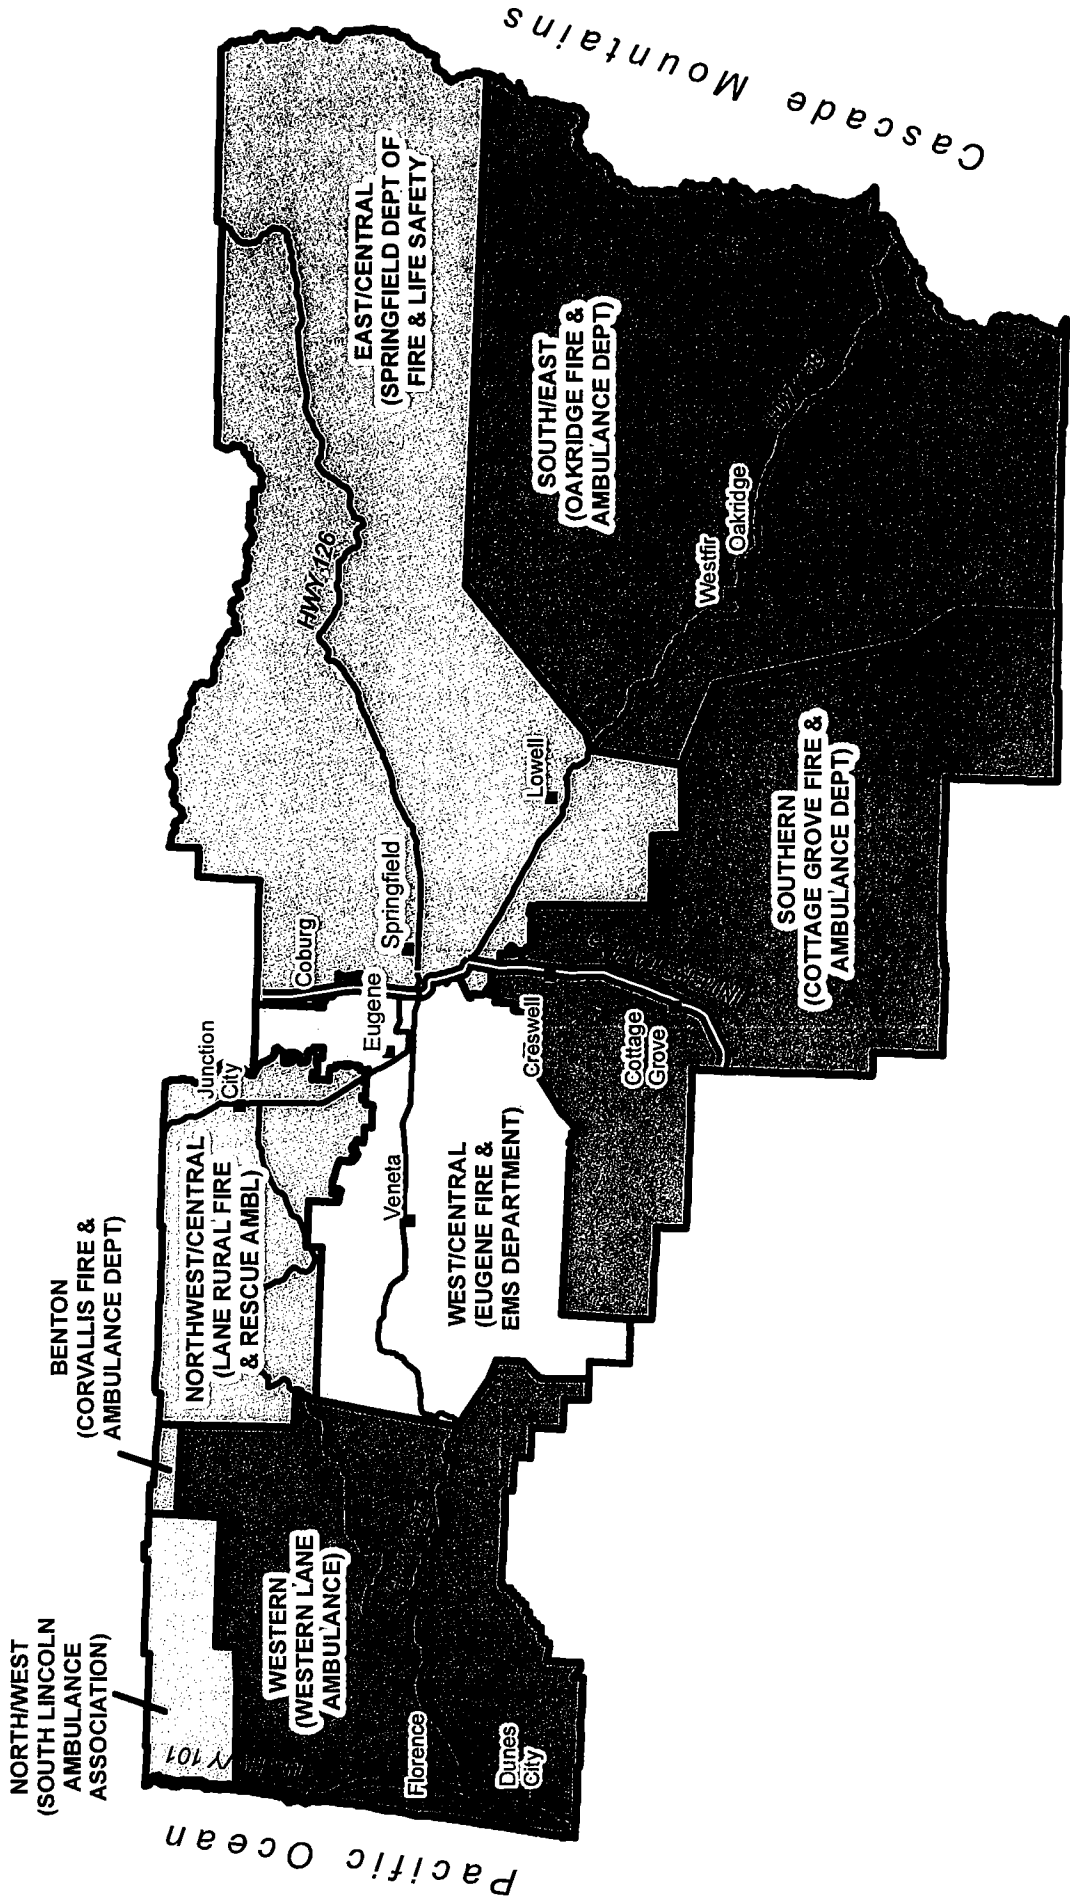 NORTH/WEST
(SOUTH LINCOLN
AMBULANCE
ASSOCIATION)
BENTON
(CORVALLIS FIRE &
AMBULANCE DEPT)
NORTHWEST/CENTRAL
(LANE RURAL FIRE
& RESCUE AMBL)
Junction
City
Coburg
Eugene
Springfield
HWY 126
EAST/CENTRAL
(SPRINGFIELD DEPT OF
FIRE & LIFE SAFETY
WESTERN
(WESTERN LANE
AMBULANCE)
Florence
Dunes
City
Veneta
WEST/CENTRAL
(EUGENE FIRE &
EMS DEPARTMENT)
Creswell
Cottage
Grove
Lowell
SOUTHERN
(COTTAGE GROVE FIRE &
AMBULANCE DEPT)
SOUTH/EAST
(OAKRIDGE FIRE &
AMBULANCE DEPT)
Westfir
Oakridge
Pacific Ocean
Cascade Mountains
101